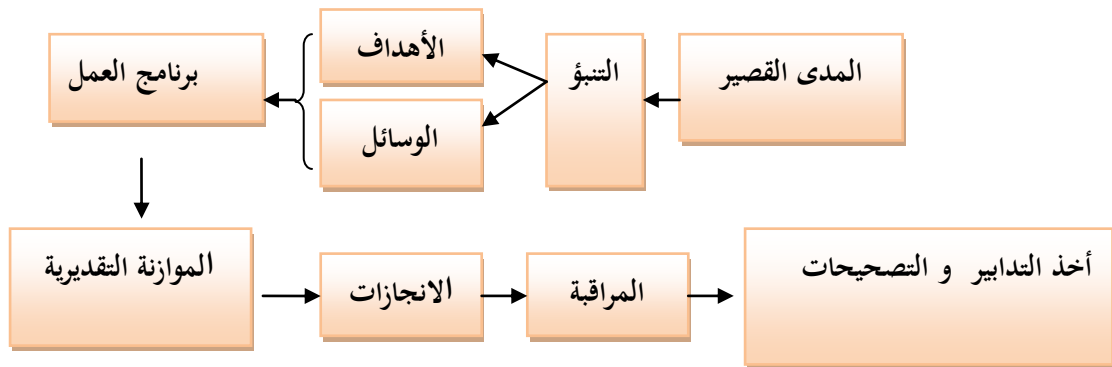 المدى القصير
التنبؤ
الأهداف
الوسائل
برنامج العمل
الموازنة التقديرية
الانجازات
المراقبة
أخذ التدابير و التصحيحات